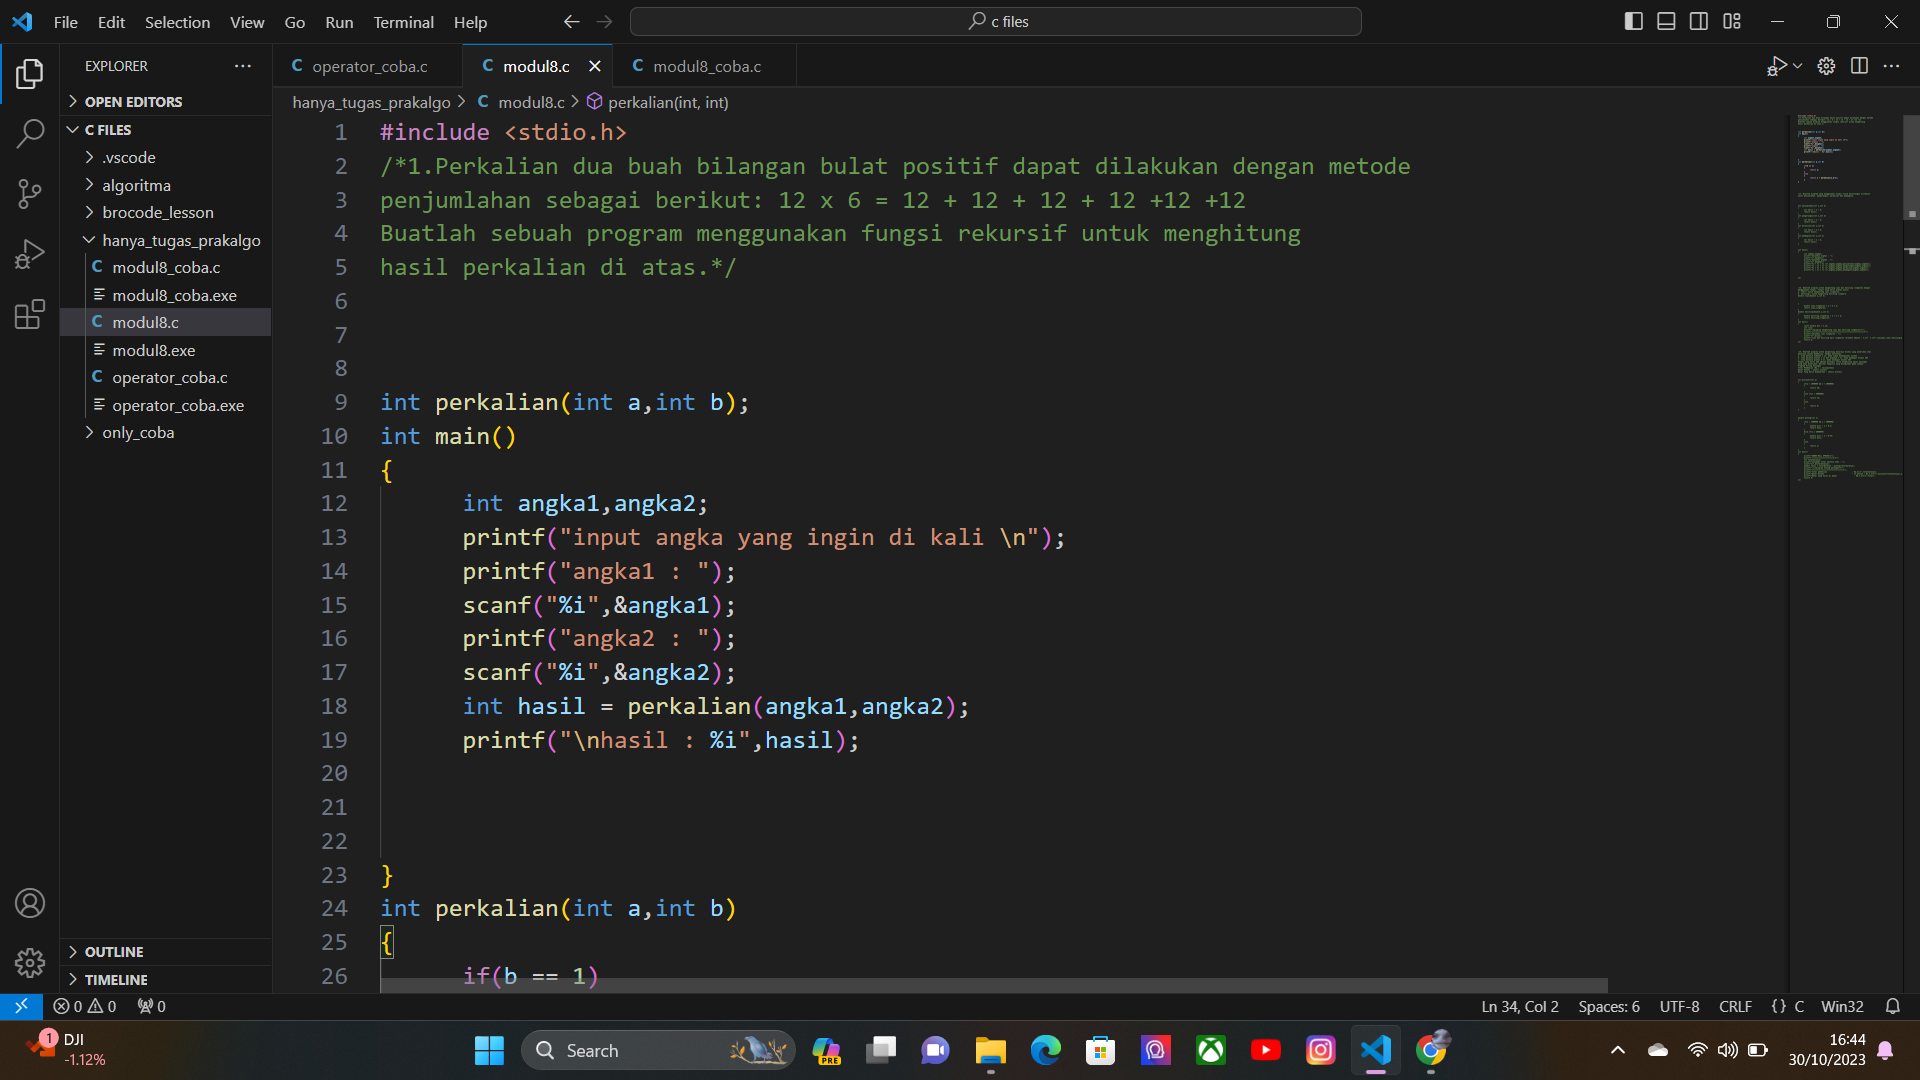 File Edit Selection View Go Run Terminal Help
c files
EXPLORER
OPEN EDITORS
C FILES
.vscode
algoritma
brocode_lesson
hanya_tugas_prakalgo
C modul8_coba.c
modul8_coba.exe
C modul8.c
modul8.exe
C operator_coba.c
operator_coba.exe
only_coba
OUTLINE
TIMELINE
C operator_coba.c C modul8.c C modul8_coba.c
hanya_tugas_prakalgo > C modul8.c > perkalian(int, int)
1 #include <stdio.h>
2 /*1.Perkalian dua buah bilangan bulat positif dapat dilakukan dengan metode
3 penjumlahan sebagai berikut: 12 x 6 = 12 + 12 + 12 + 12 +12 +12
4 Buatlah sebuah program menggunakan fungsi rekursif untuk menghitung
5 hasil perkalian di atas.*/
6
7
8
9 int perkalian(int a,int b);
10 int main()
11 {
12 int angka1,angka2;
13 printf("input angka yang ingin di kali \n");
14 printf("angka1 : ");
15 scanf("%i",&angka1);
16 printf("angka2 : ");
17 scanf("%i",&angka2);
18 int hasil = perkalian(angka1,angka2);
19 printf("\nhasil : %i",hasil);
20
21
22
23 }
24 int perkalian(int a,int b)
25 {
26 if(b == 1)
0 0 0
Ln 34, Col 2 Spaces: 6 UTF-8 CRLF {} C Win32
1
DJI
-1.12%
Search
PRE
16:44
30/10/2023